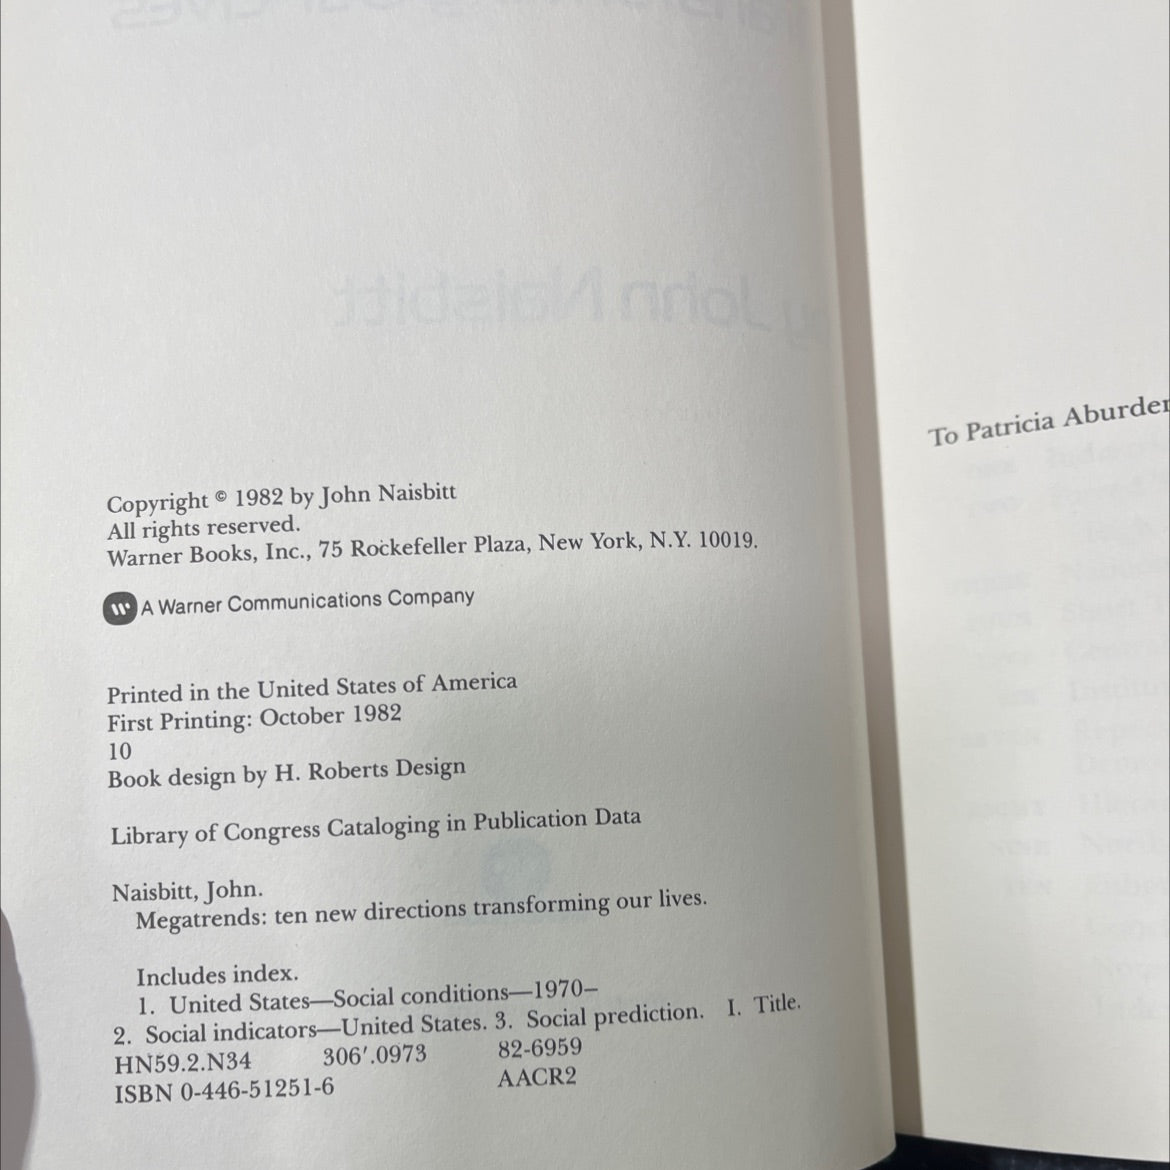 Copyright © 1982 by John Naisbitt
All rights reserved.
Warner Books, Inc., 75 Rockefeller Plaza, New York, N.Y. 10019.
A Warner Communications Company
Printed in the United States of America
First Printing: October 1982
10
Book design by H. Roberts Design
Library of Congress Cataloging in Publication Data
Naisbitt, John.
Megatrends: ten new directions transforming our lives.
Includes index.
1. United States—Social conditions—1970–
2. Social indicators—United States. 3. Social prediction. I. Title.
HN59.2.N34 306′.0973 82-6959
ISBN 0-446-51251-6 AACR2
To Patricia